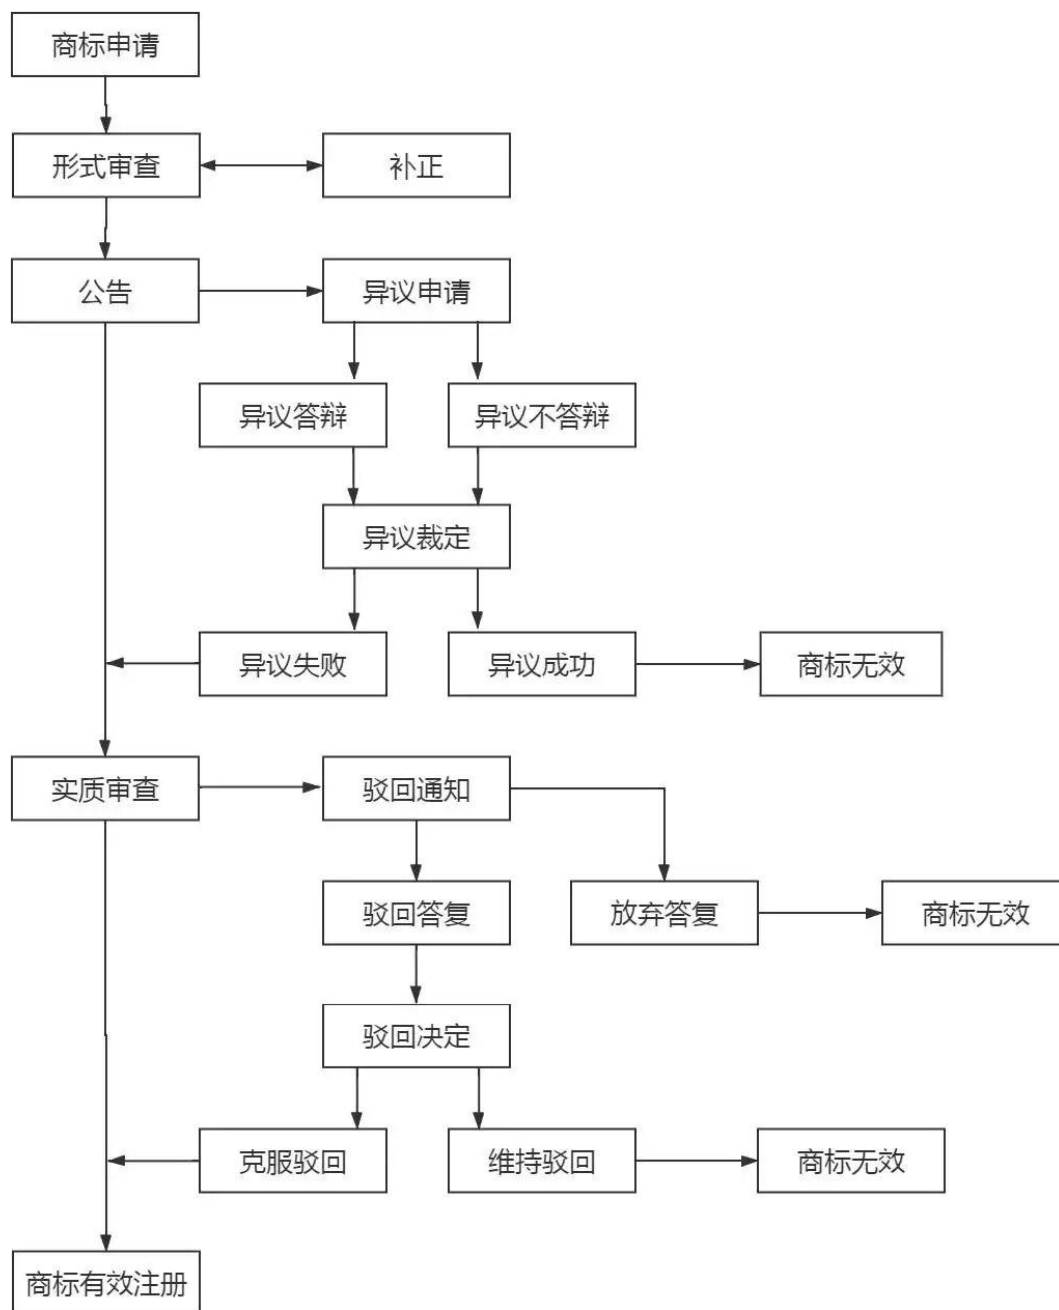 商标申请
形式审查
补正
公告
异议申请
异议答辩
异议不答辩
异议裁定
异议失败
异议成功
商标无效
实质审查
驳回通知
驳回答复
放弃答复
商标无效
驳回决定
克服驳回
维持驳回
商标无效
商标有效注册